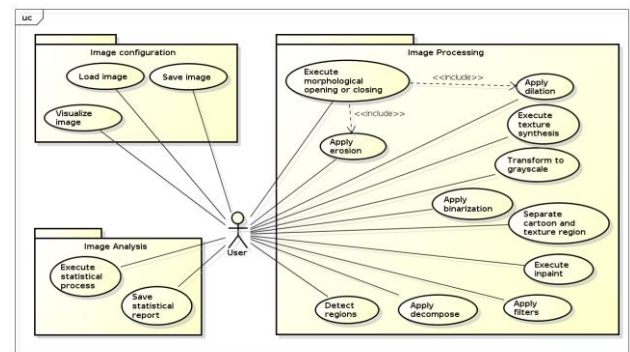 uc
Image configuration
Load image
Save image
Visualize
image
Image Processing
Execute
morphological
opening or closing
<<include>>
Apply
dilation
<<include>>
Apply
erosion
Execute
texture
synthesis
Transform to
grayscale
Apply
binarization
Separate
cartoon and
texture region
Execute
inpaint
Detect
regions
Apply
decompose
Apply
filters
User
Image Analysis
Execute
statistical
process
Save
statistical
report